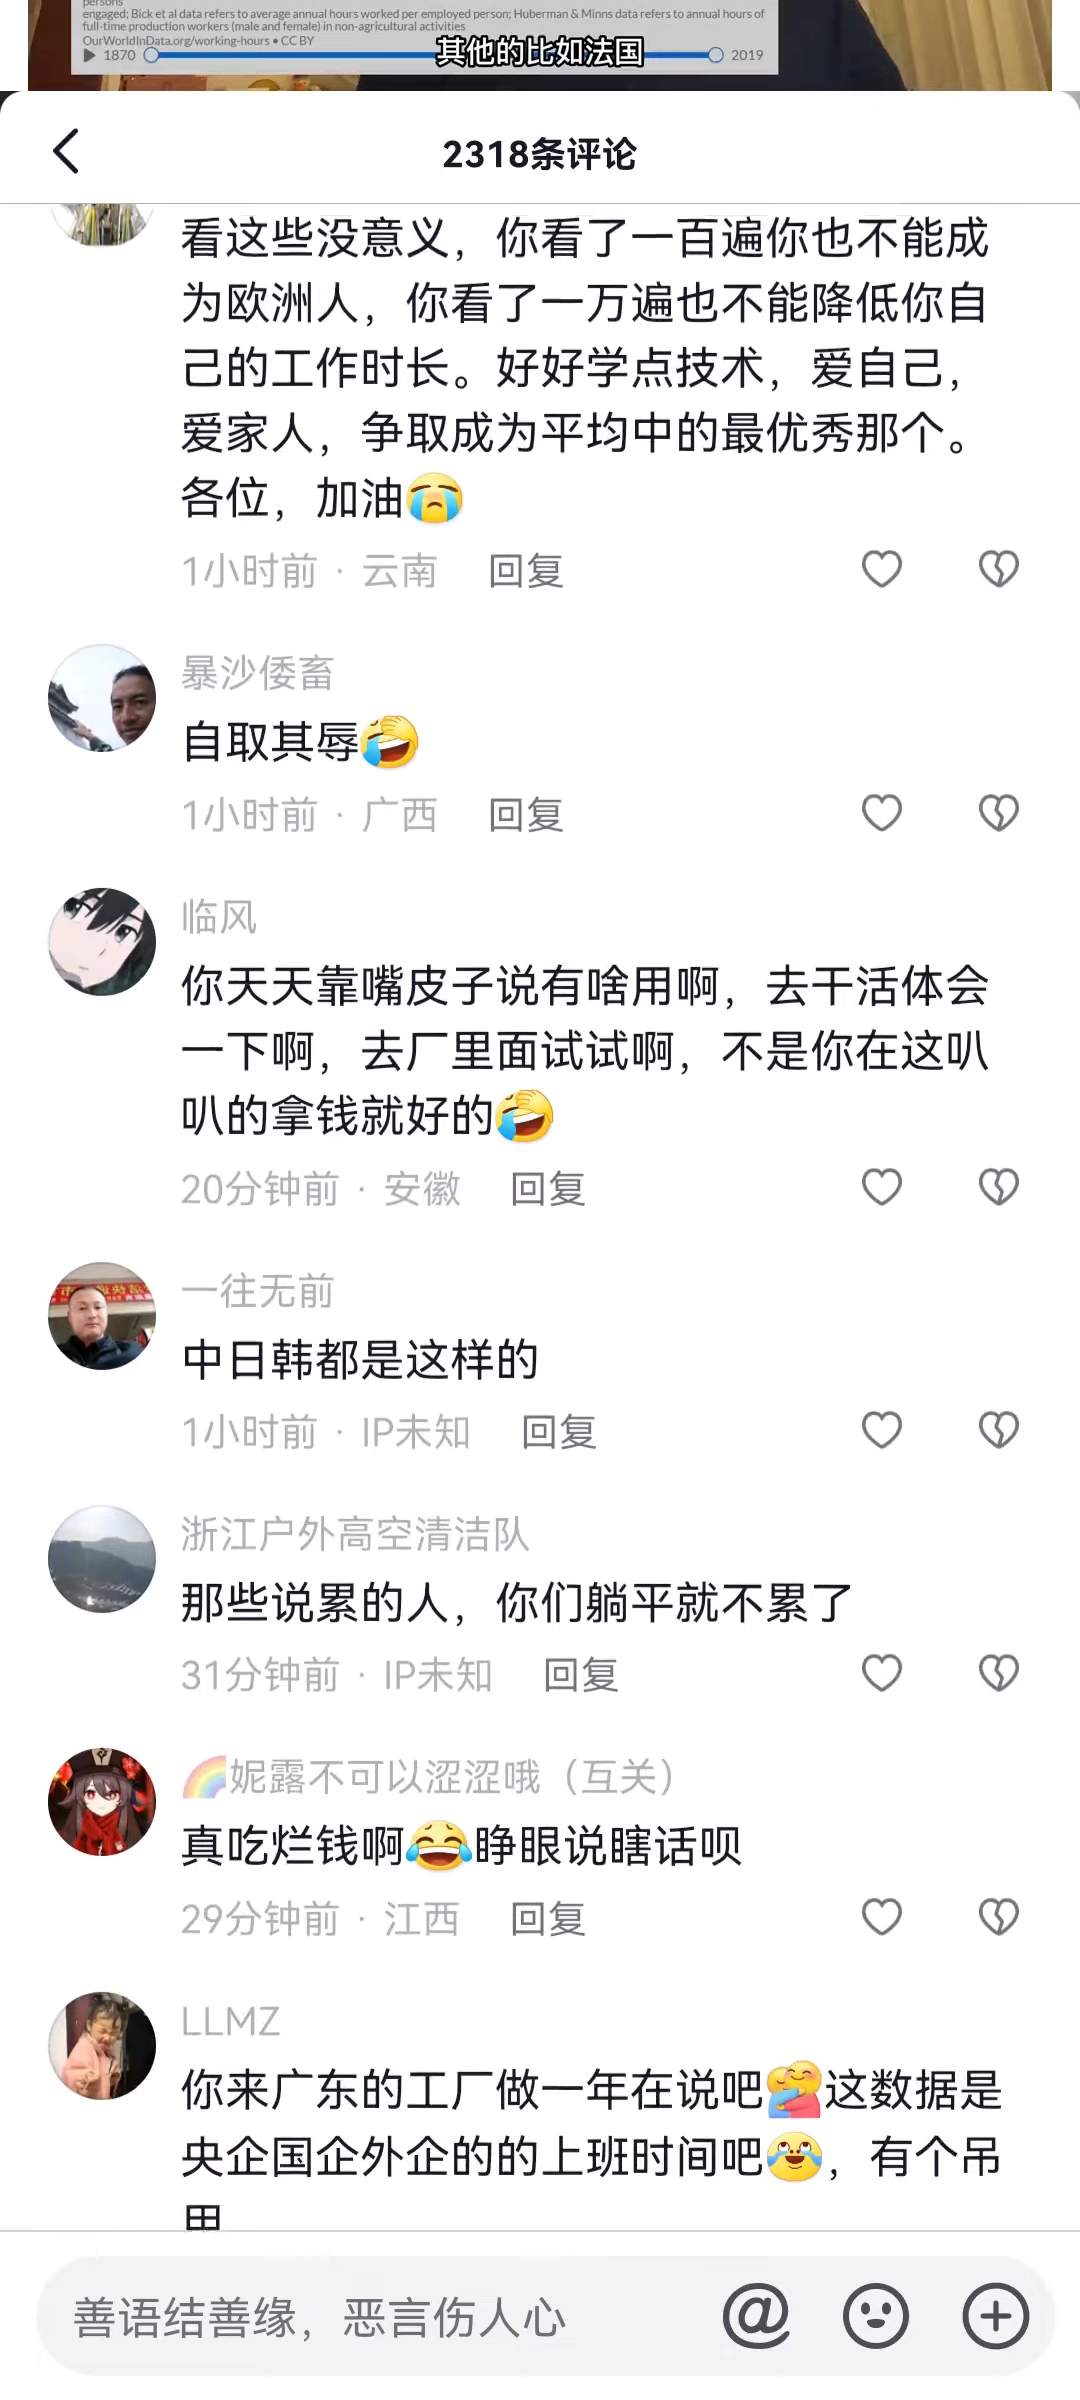 persons
engaged; Bick et al data refers to average annual hours worked per employed person; Huberman & Minns data refers to annual hours of
full-time production workers (male and female) in non-agricultural activities
OurWorldInData.org/working-hours • CC BY
1870
其他的比如法国
2019
2318条评论
看这些没意义，你看了一百遍你也不能成
为欧洲人，你看了一万遍也不能降低你自
己的工作时长。好好学点技术，爱自己，
爱家人，争取成为平均中的最优秀那个。
各位，加油😭
1小时前 · 云南 回复
暴沙倭畜
自取其辱🤣
1小时前 · 广西 回复
临风
你天天靠嘴皮子说有啥用啊，去干活体会
一下啊，去厂里面试试啊，不是你在这叭
叭的拿钱就好的🤣
20分钟前 · 安徽 回复
一往无前
中日韩都是这样的
1小时前 · IP未知 回复
浙江户外高空清洁队
那些说累的人，你们躺平就不累了
31分钟前 · IP未知 回复
🌈妮露不可以涩涩哦（互关）
真吃烂钱啊😂睁眼说瞎话呗
29分钟前 · 江西 回复
LLMZ
你来广东的工厂做一年在说吧🤗这数据是
央企国企外企的的上班时间吧😂，有个吊
善语结善缘，恶言伤人心